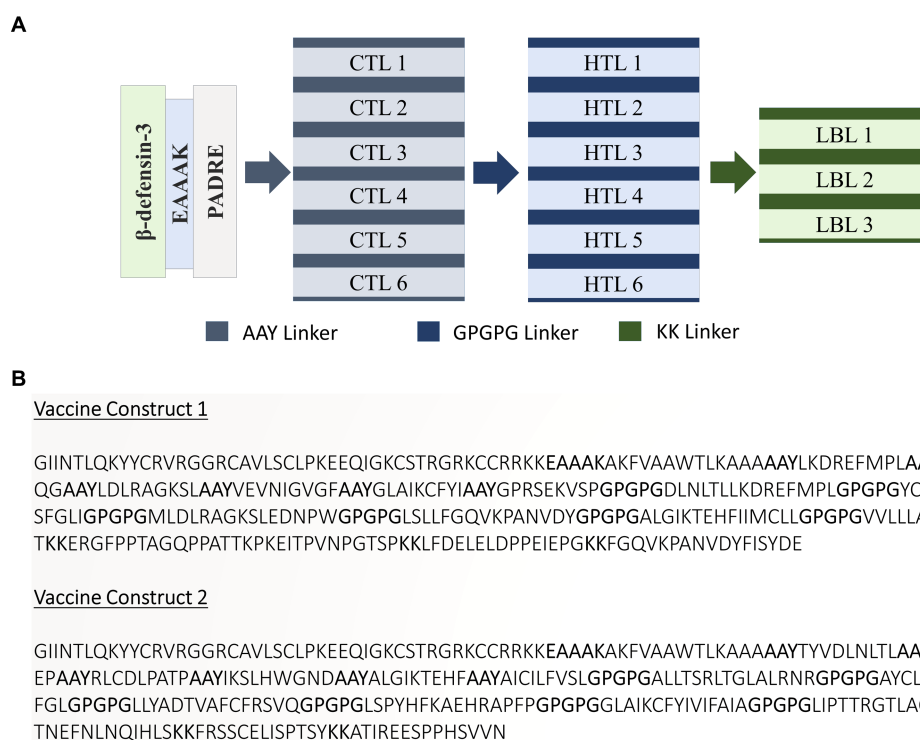 A
β-defensin-3
EAAAK
PADRE
CTL 1
CTL 2
CTL 3
CTL 4
CTL 5
CTL 6
HTL 1
HTL 2
HTL 3
HTL 4
HTL 5
HTL 6
LBL 1
LBL 2
LBL 3
AAY Linker
GPGPG Linker
KK Linker
B
Vaccine Construct 1
GIINTLQKYYCRVRGGRCAVLSCLPKEEQIGKCSTRGRKCCRRKKEAAAKAKFVAAWTLKAAAAAYLKDREFMPLA
QGAAYLDLRAGKSLAAYVEVNIGVGFAAYGLAIKCFYIAAYGPRSEKVSPGPGPGDLNLTLLKDREFMPLGPGPGYC
SFGLIGPGPGMLDLRAGKSLEDNPWGPGPGLSLLFGQVKPANVDYGPGPGALGIKTEHFIIMCLLGPGPGVVLLLA
TKKERGFPPTAGQPPATTKPKEITPVNPGTSPKKLFDELELDPPEIEPGKKFGQVKPANVDYFISYDE
Vaccine Construct 2
GIINTLQKYYCRVRGGRCAVLSCLPKEEQIGKCSTRGRKCCRRKKEAAAKAKFVAAWTLKAAAAAYTYVDLNLTLAA
EPAAYRLCDLPATPAAYIKSLHWGNDAAYALGIKTEHFAAYAICILFVSLGPGPGALLTSRLTGLALRNRGPGPGAYCL
FGLGPGPGLLYADTVAFCFRSVQGPGPGLSPYHFKAEHRAPFPGPGPGGLAIKCFYIVIFAIAGPGPGLIPTTRGTLA
TNEFNLNQIHLSKKFRSSCELISPTSYKKATIREESPPHSVVN